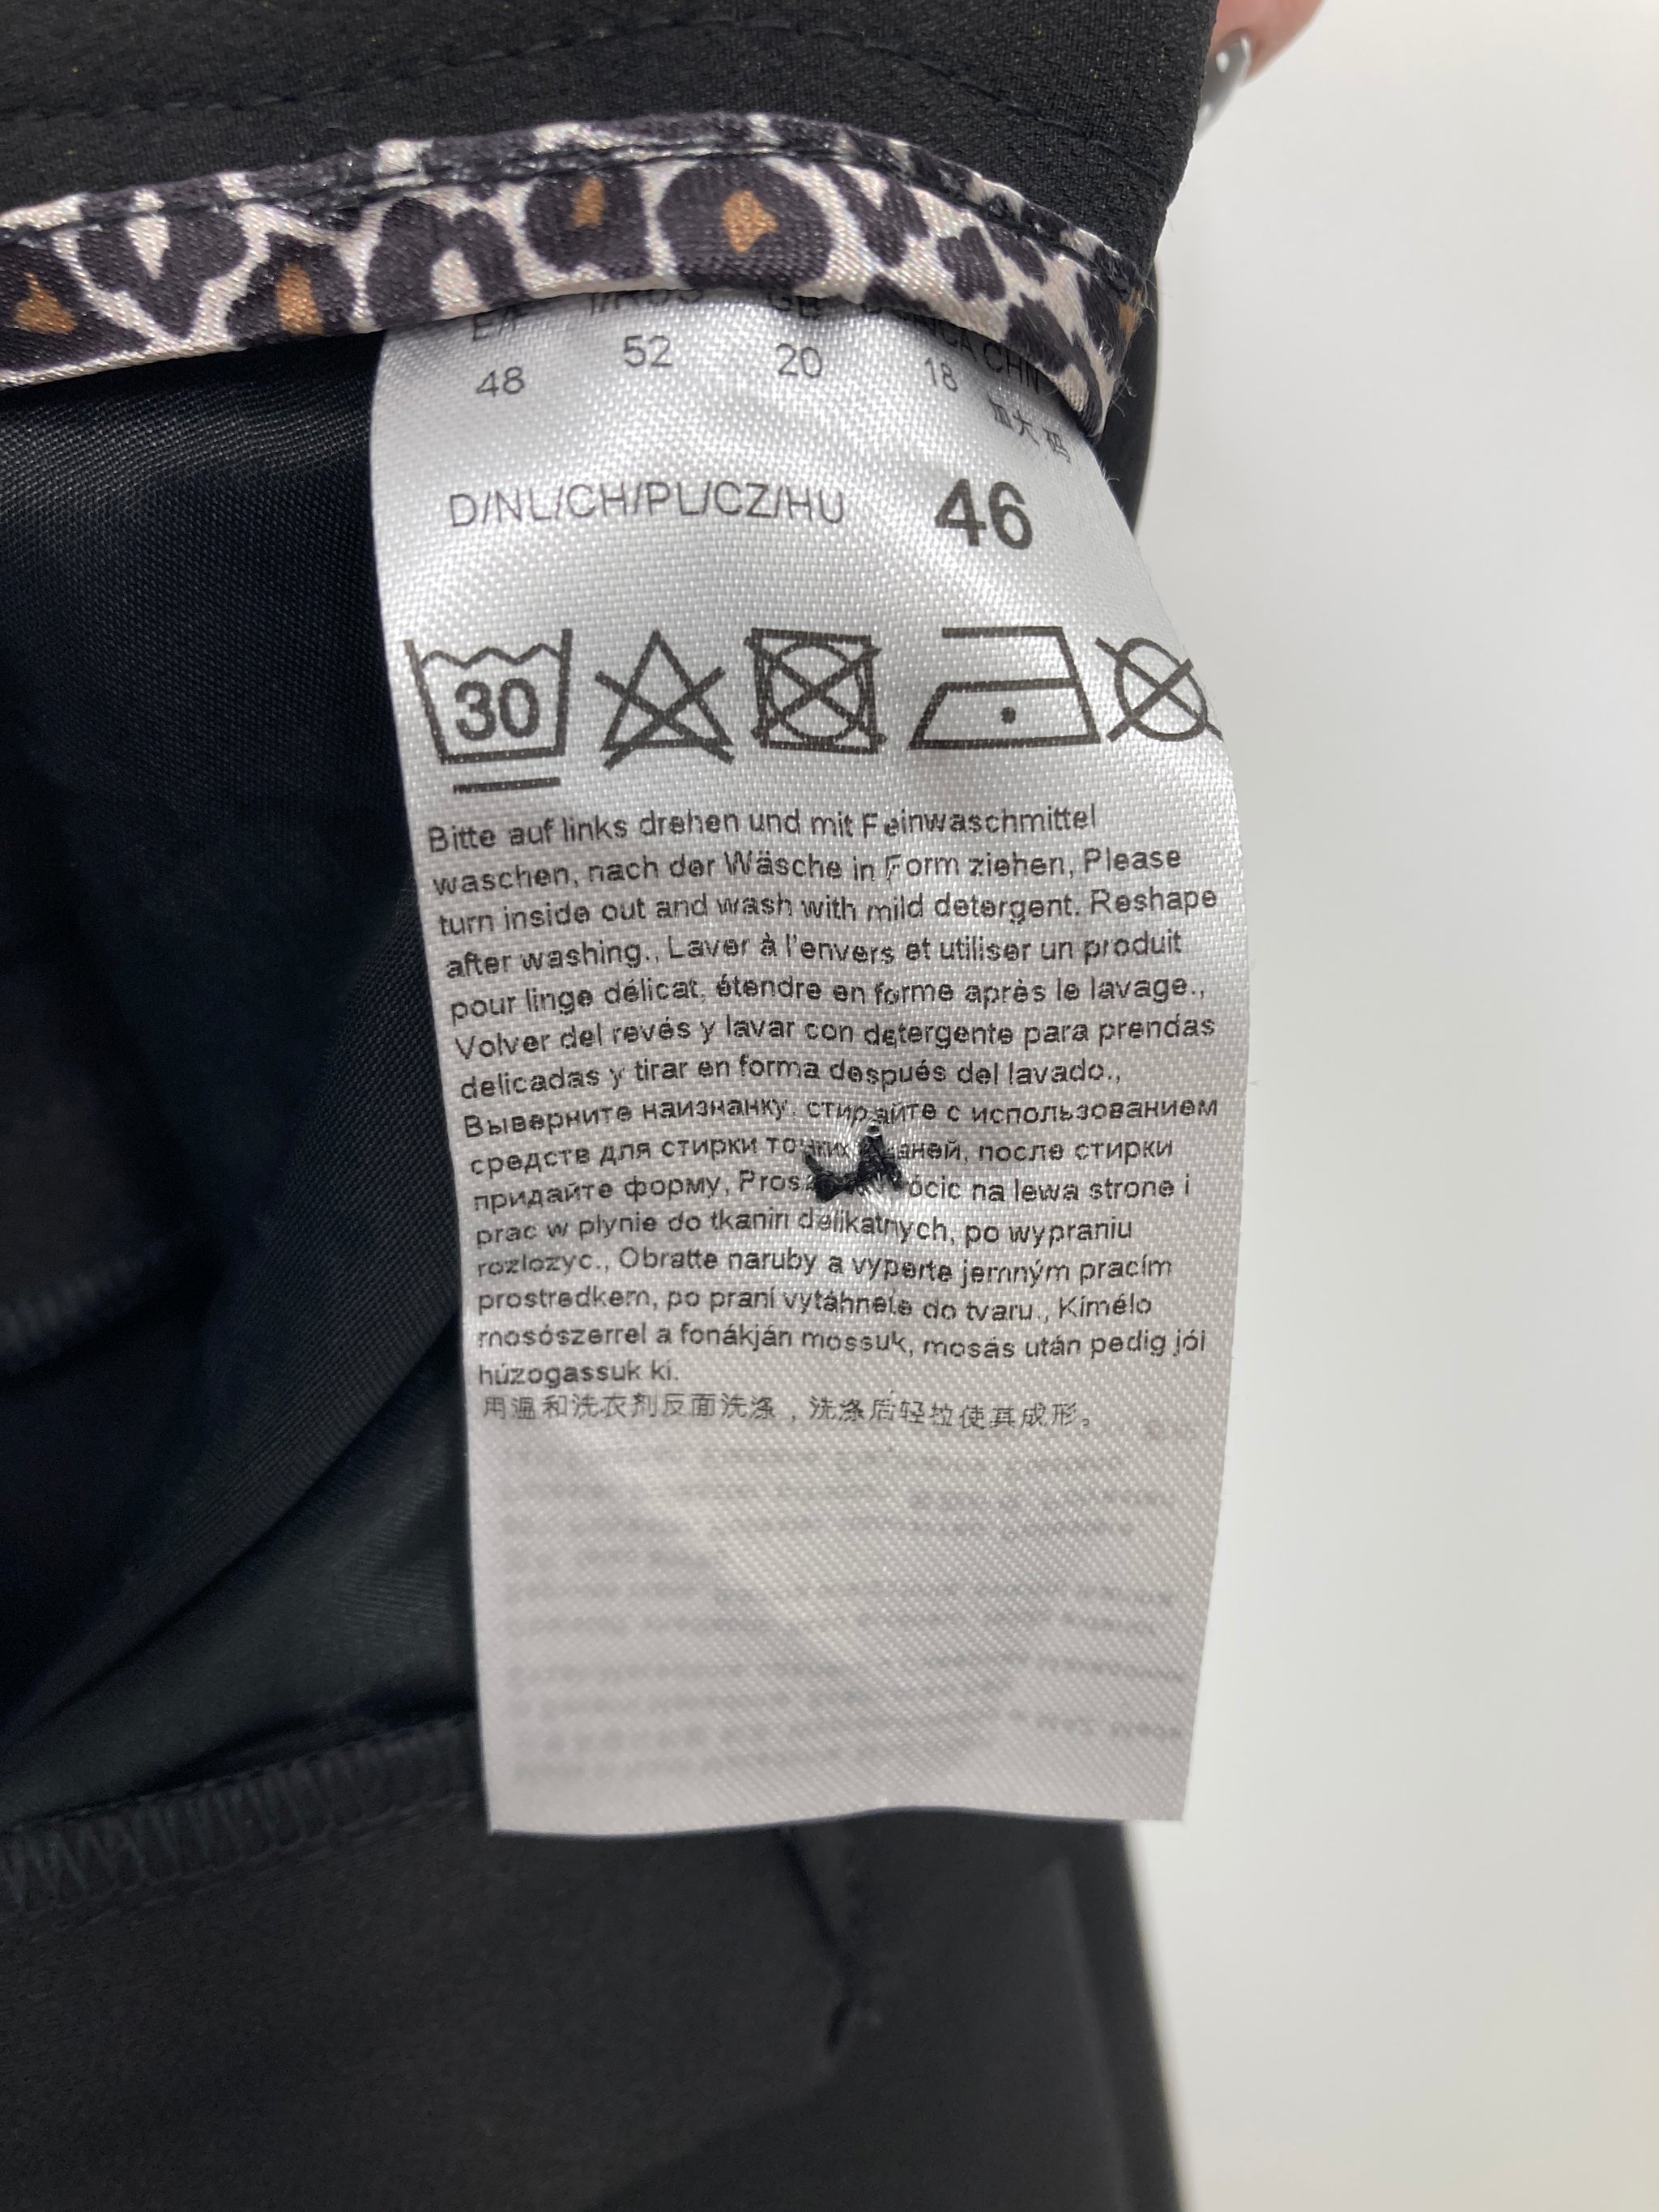 E/F GB CHN
48 52 20 18
加大码
D/NL/CH/PL/CZ/HU 46
30
Bitte auf links drehen und mit Feinwaschmittel
waschen, nach der Wäsche in Form ziehen, Please
turn inside out and wash with mild detergent. Reshape
after washing., Laver à l'envers et utiliser un produit
pour linge délicat, étendre en forme après le lavage.,
Volver del revés y lavar con detergente para prendas
delicadas y tirar en forma después del lavado.,
Выверните наизнанку, стирайте с использованием
средств для стирки после стирки
придайте форму, na lewa strone i
prac w plynie do tkanin delikatnych, po wypraniu
rozlozyc., Obratte naruby a vyperte jemným pracím
prostredkem, po praní vytáhnete do tvaru., Kímélo
mosószerrel a fonákján mossuk, mosás után pedig jói
húzogassuk ki.
用温和洗衣剂反面洗涤，洗涤后轻拉使其成形。